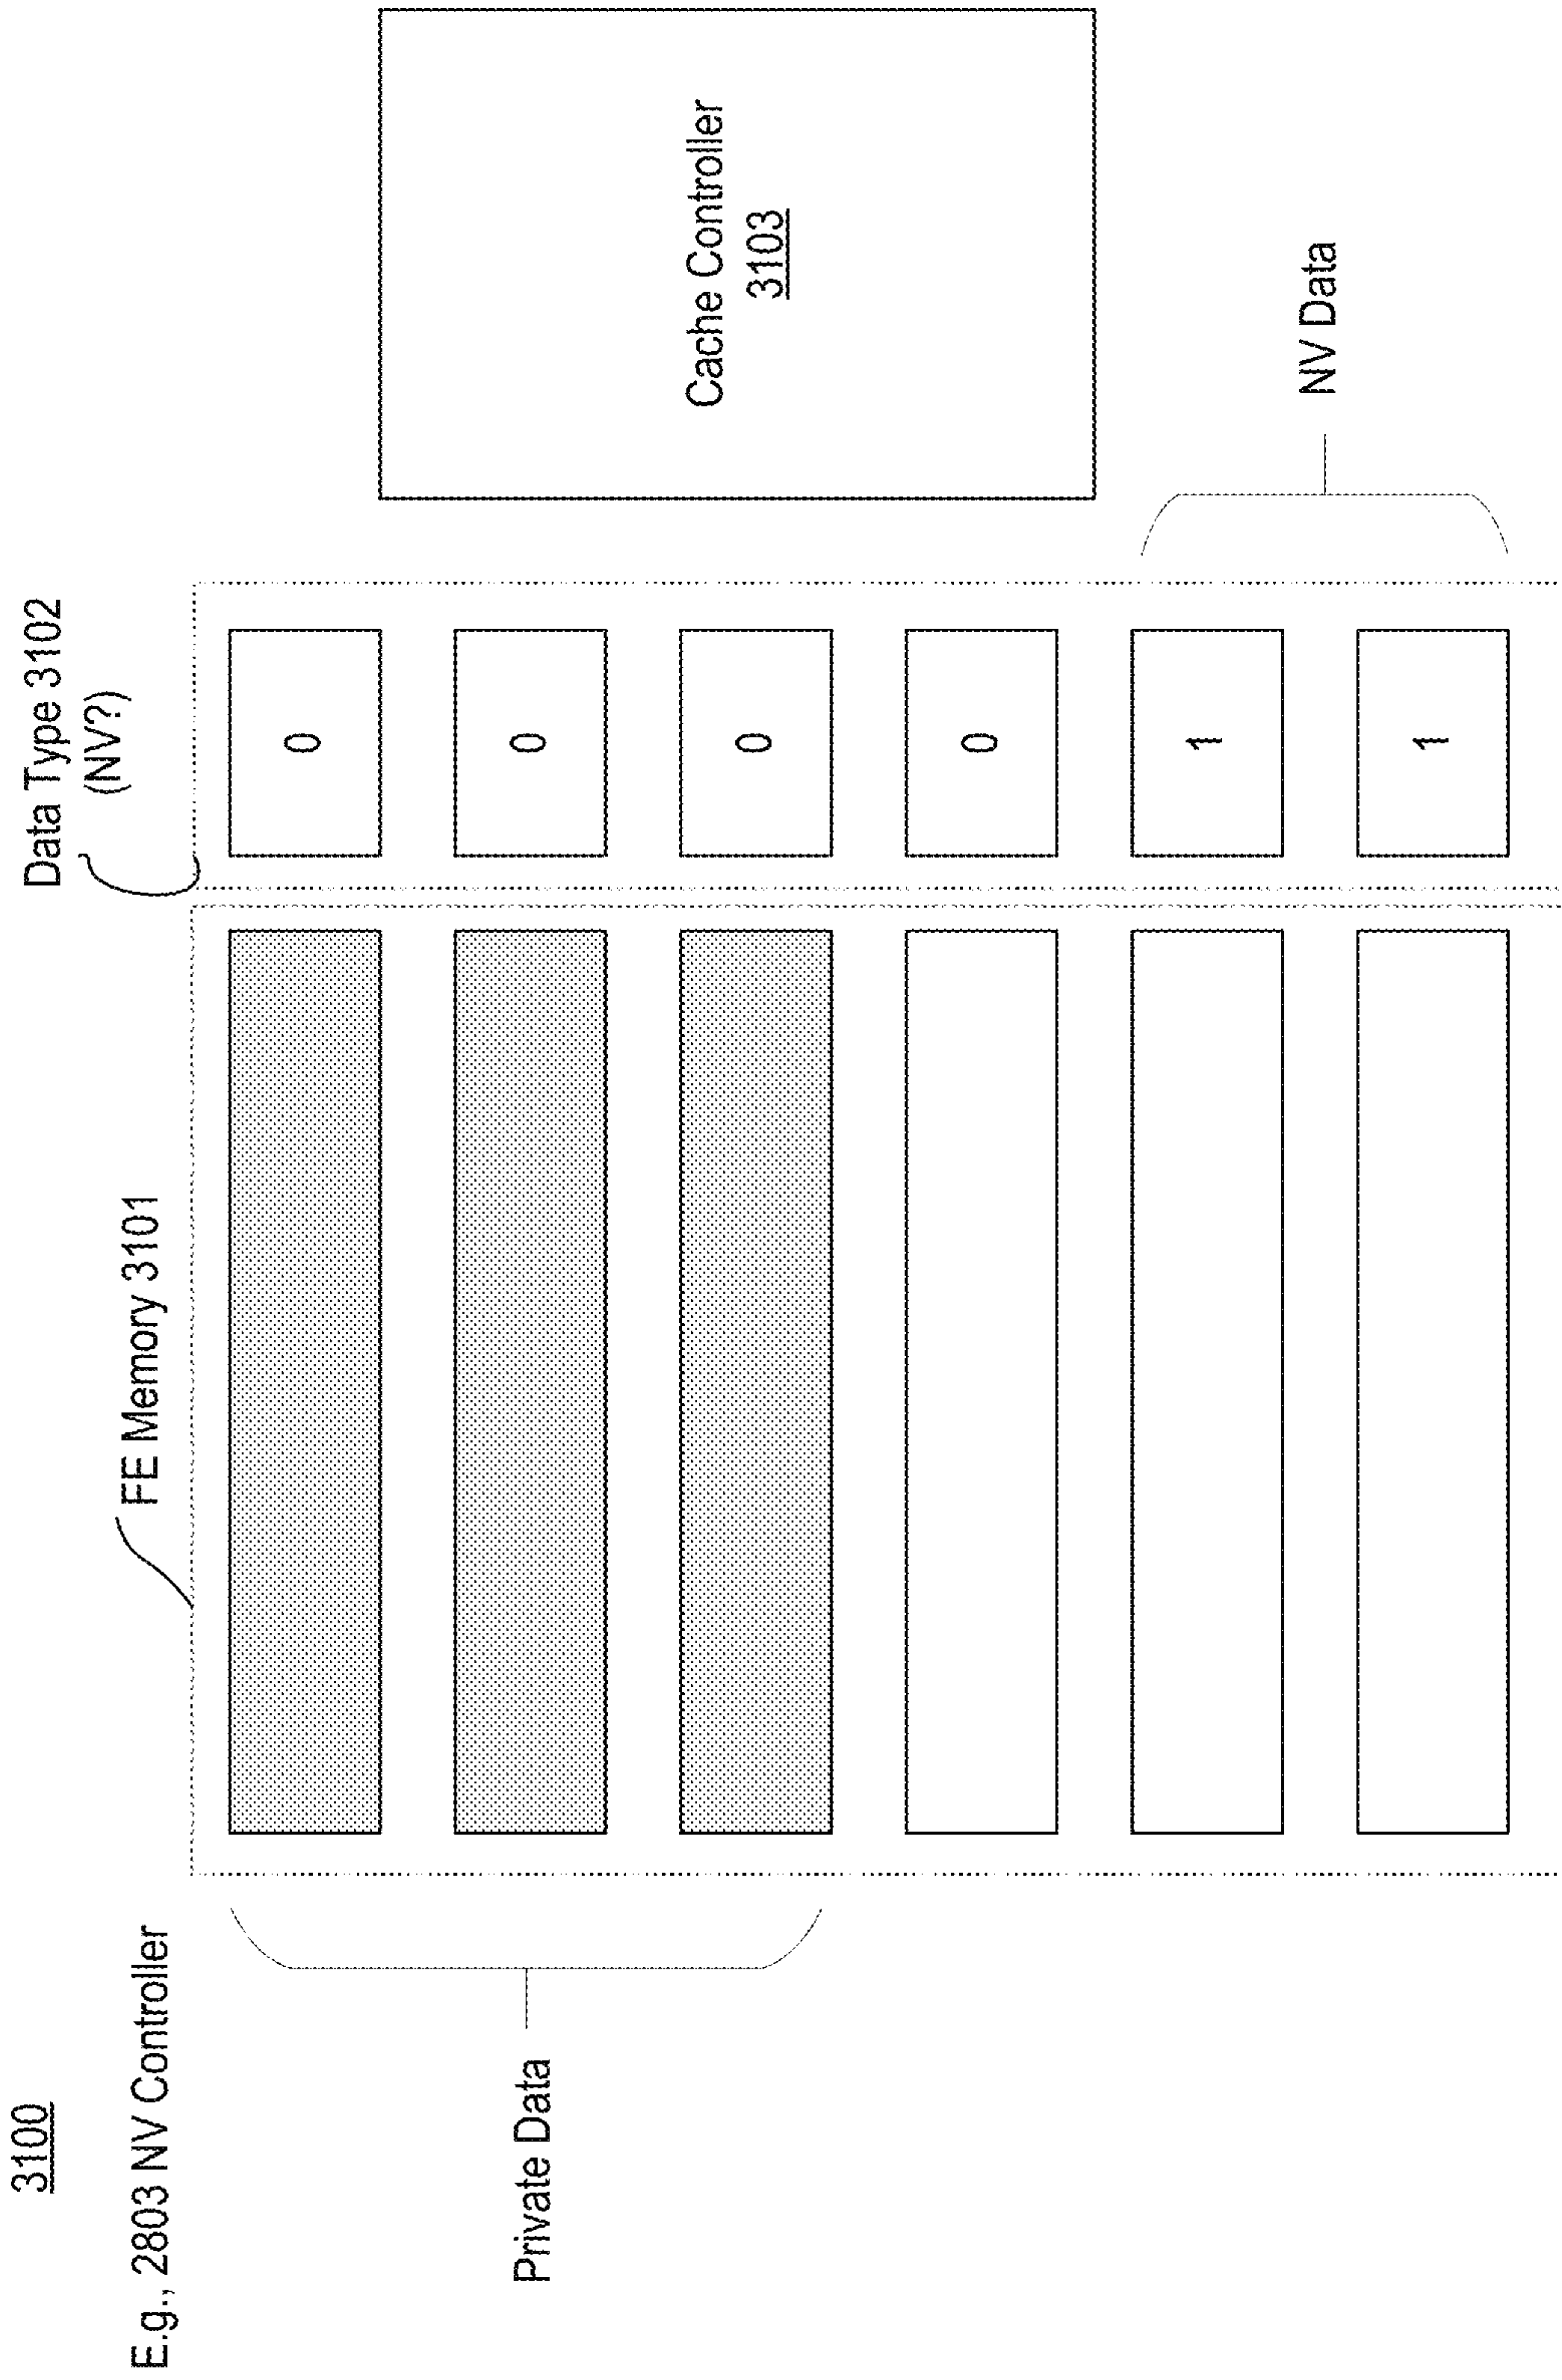 3100
E.g., 2803 NV Controller
FE Memory 3101
Data Type 3102
(NV?)
Private Data
0
0
0
0
1
1
Cache Controller
3103
NV Data